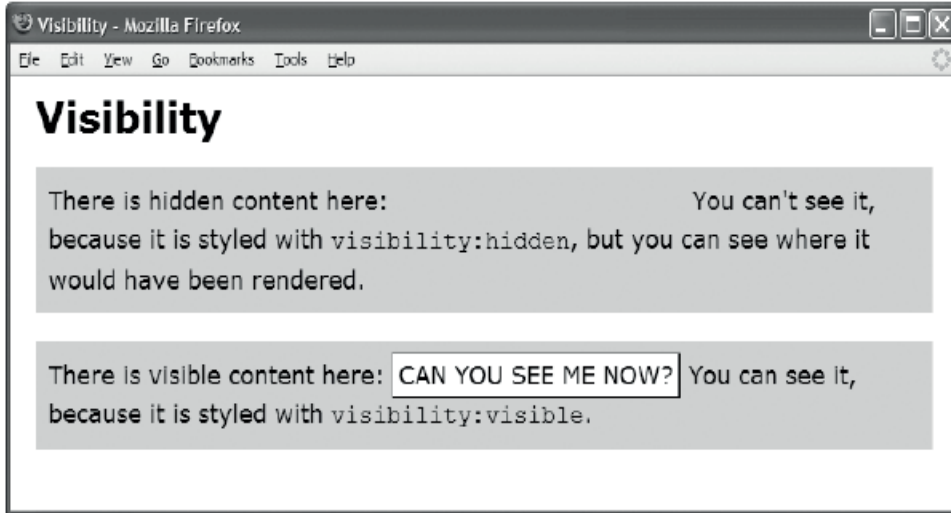 Visibility - Mozilla Firefox
File Edit View Go Bookmarks Tools Help
Visibility
There is hidden content here: You can't see it,
because it is styled with visibility:hidden, but you can see where it
would have been rendered.
There is visible content here: CAN YOU SEE ME NOW? You can see it,
because it is styled with visibility:visible.